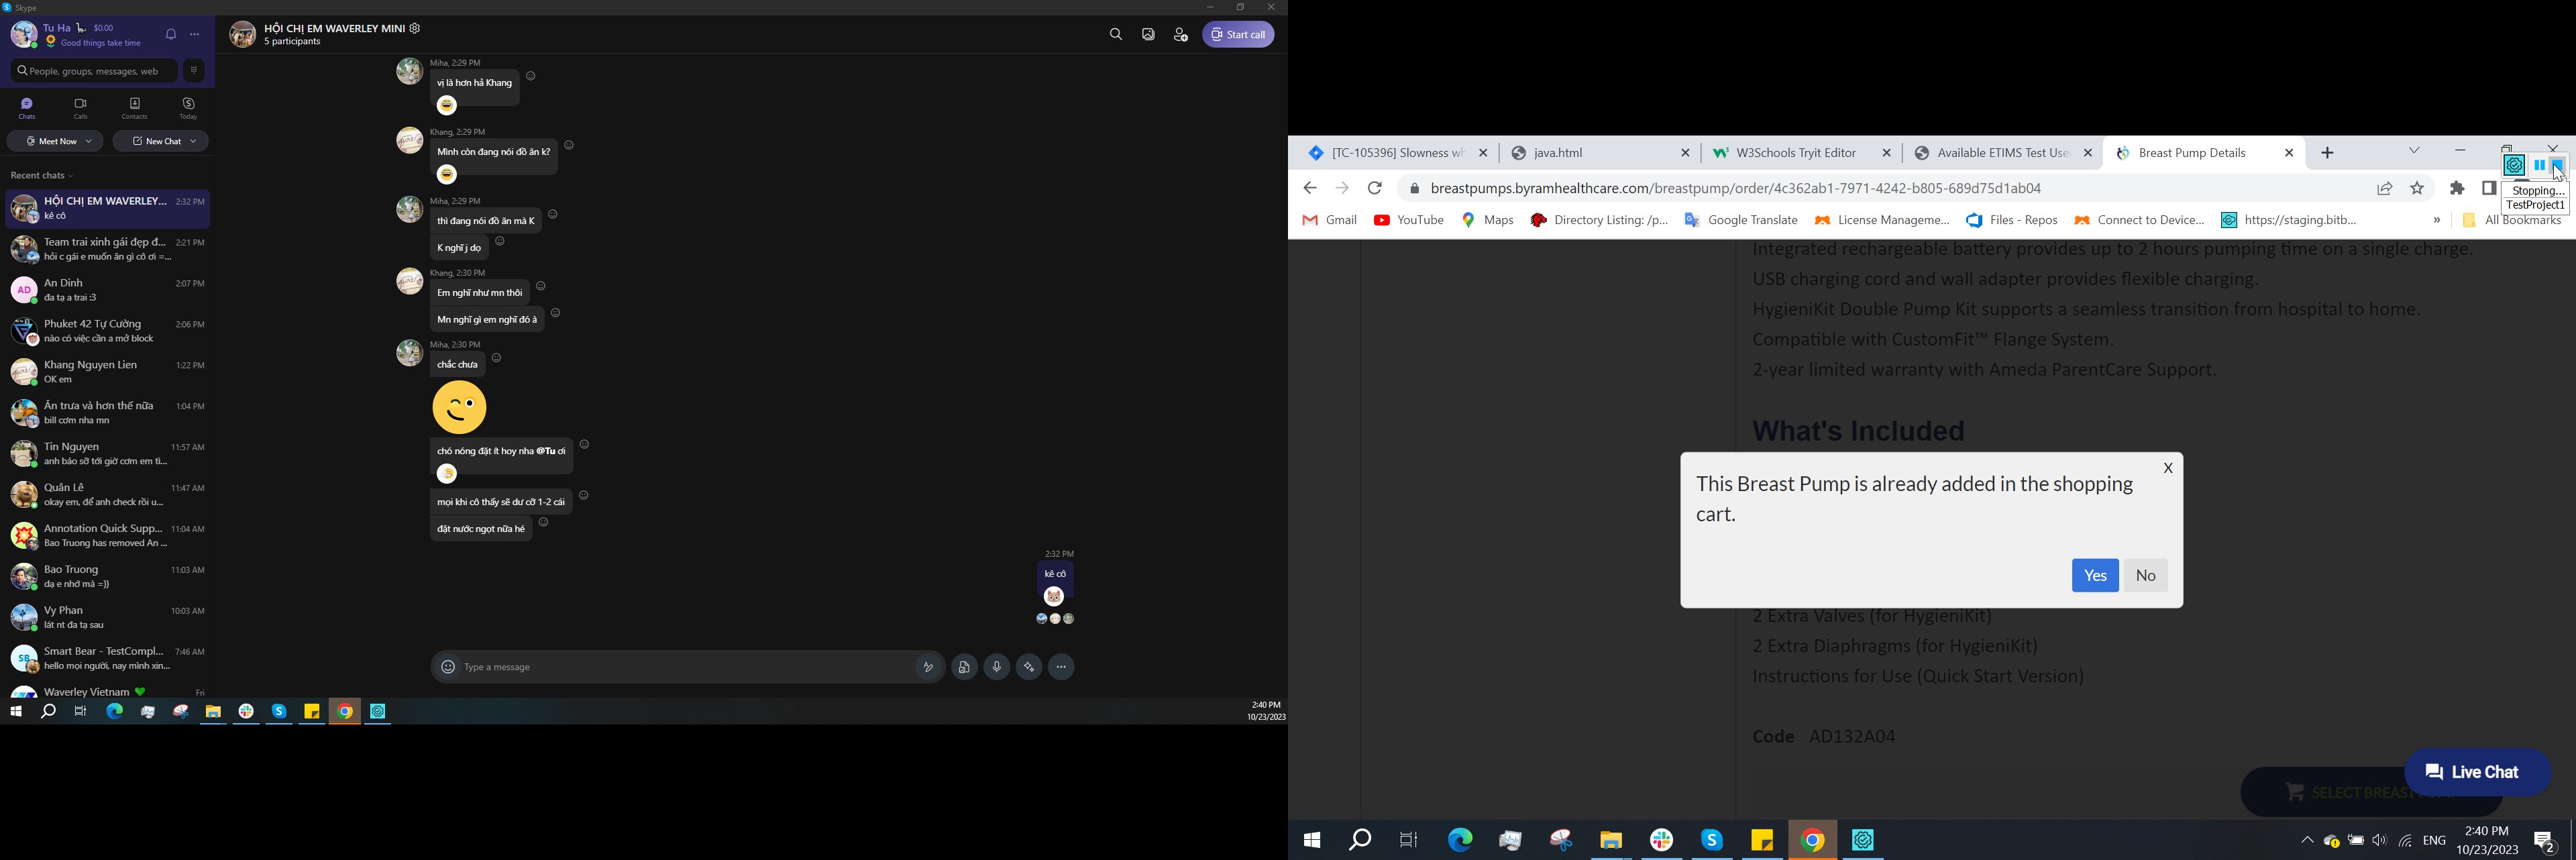 Skype
Tu Ha $0.00
Good things take time
People, groups, messages, web
Chats
Calls
Contacts
Today
Meet Now
New Chat
Recent chats
HỘI CHỊ EM WAVERLEY... 2:32 PM
kê cô
Team trai xinh gái đẹp đ... 2:21 PM
hỏi c gái e muốn ăn gì cô ơi =...
AD
An Dinh 2:07 PM
đa tạ a trai :3
Phuket 42 Tự Cường 2:06 PM
nào có việc cần a mở block
Khang Nguyen Lien 1:22 PM
OK em
Ăn trưa và hơn thế nữa 1:04 PM
bill cơm nha mn
Tin Nguyen 11:57 AM
anh báo sỡ tới giờ cơm em tỉ...
Quân Lê 11:47 AM
okay em, để anh check rồi u...
Annotation Quick Supp... 11:04 AM
Bao Truong has removed An ...
Bao Truong 11:03 AM
dạ e nhớ mà =))
Vy Phan 10:03 AM
lát nt đa tạ sau
SB
Smart Bear - TestCompl... 7:46 AM
hello mọi người, nay mình xin...
Waverley Vietnam Fri
HỘI CHỊ EM WAVERLEY MINI
5 participants
Start call
Miha, 2:29 PM
vị là hơn hả Khang
Khang, 2:29 PM
Mình còn đang nói đồ ăn k?
Miha, 2:29 PM
thì đang nói đồ ăn mà K
K nghĩ j dọ
Khang, 2:30 PM
Em nghĩ như mn thôi
Mn nghĩ gì em nghĩ đó à
Miha, 2:30 PM
chắc chưa
chó nóng đặt ít hoy nha @Tu ơi
mọi khi cô thấy sẽ dư cỡ 1-2 cái
đặt nước ngọt nữa hé
2:32 PM
kê cô
Type a message
2:40 PM
10/23/2023
[TC-105396] Slowness wh
java.html
W3Schools Tryit Editor
Available ETIMS Test Use
Breast Pump Details
breastpumps.byramhealthcare.com/breastpump/order/4c362ab1-7971-4242-b805-689d75d1ab04
Stopping...
TestProject1
Gmail
YouTube
Maps
Directory Listing: /p...
Google Translate
License Manageme...
Files - Repos
Connect to Device...
https://staging.bitb...
»
All Bookmarks
Integrated rechargeable battery provides up to 2 hours pumping time on a single charge.
USB charging cord and wall adapter provides flexible charging.
HygieniKit Double Pump Kit supports a seamless transition from hospital to home.
Compatible with CustomFit™ Flange System.
2-year limited warranty with Ameda ParentCare Support.
What's Included
X
This Breast Pump is already added in the shopping
cart.
Yes
No
2 Extra Valves (for HygieniKit)
2 Extra Diaphragms (for HygieniKit)
Instructions for Use (Quick Start Version)
Code AD132A04
Live Chat
SELECT BREAST
ENG
2:40 PM
10/23/2023
2